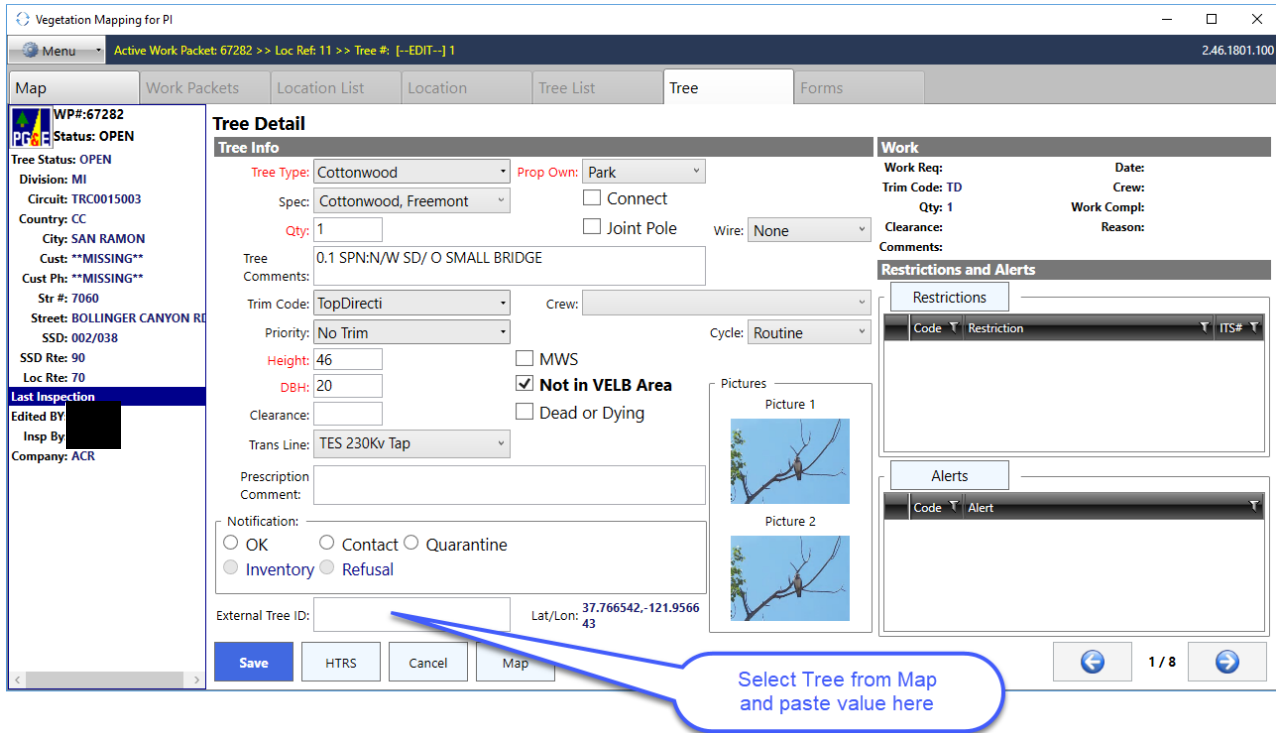 Vegetation Mapping for PI
Menu Active Work Packet: 67282 >> Loc Ref: 11 >> Tree #: [--EDIT--] 1 2.46.1801.100
Map Work Packets Location List Location Tree List Tree Forms
PG&E
WP#:67282
Status: OPEN
Tree Status: OPEN
Division: MI
Circuit: TRC0015003
Country: CC
City: SAN RAMON
Cust: **MISSING**
Cust Ph: **MISSING**
Str #: 7060
Street: BOLLINGER CANYON RD
SSD: 002/038
SSD Rte: 90
Loc Rte: 70
Last Inspection
Edited BY:
Insp By:
Company: ACR
Tree Detail
Tree Info
Tree Type: Cottonwood Prop Own: Park
Spec: Cottonwood, Freemont Connect
Qty: 1 Joint Pole Wire: None
Tree Comments: 0.1 SPN:N/W SD/ O SMALL BRIDGE
Trim Code: TopDirecti Crew:
Priority: No Trim Cycle: Routine
Height: 46 MWS
DBH: 20 Not in VELB Area
Clearance: Dead or Dying
Trans Line: TES 230Kv Tap
Prescription
Comment:
Pictures
Picture 1
Picture 2
Notification:
OK Contact Quarantine
Inventory Refusal
External Tree ID: Lat/Lon: 37.766542,-121.9566
43
Save HTRS Cancel Map
Select Tree from Map
and paste value here
Work
Work Req: Date:
Trim Code: TD Crew:
Qty: 1 Work Compl:
Clearance: Reason:
Comments:
Restrictions and Alerts
Restrictions
Code Restriction ITS#
Alerts
Code Alert
1 / 8